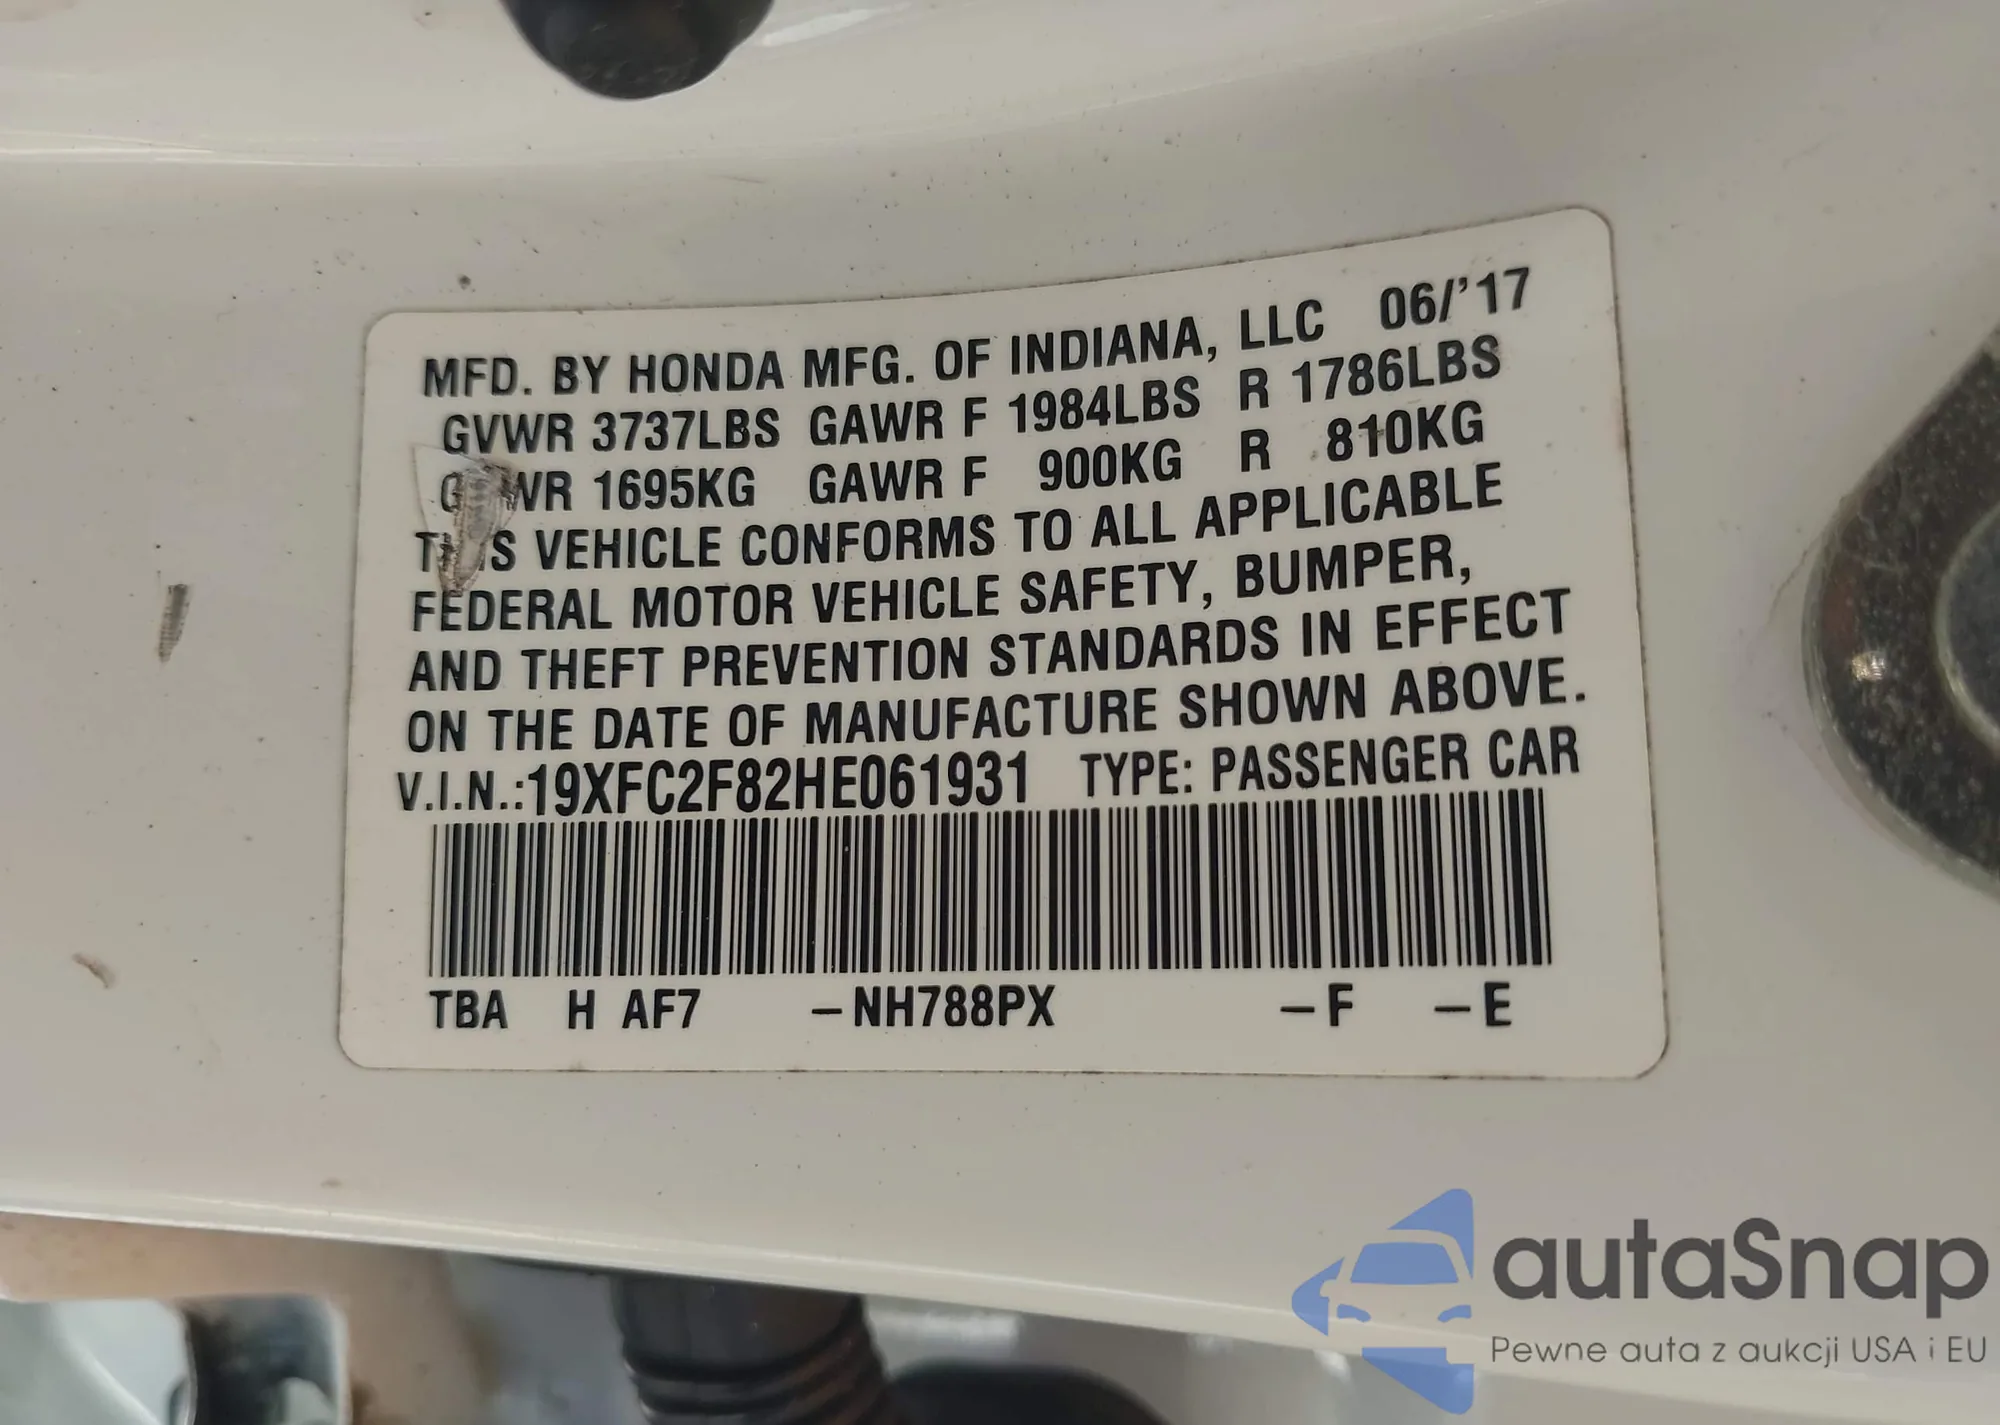 MFD. BY HONDA MFG. OF INDIANA, LLC 06/'17
GVWR 3737LBS GAWR F 1984LBS R 1786LBS
GVWR 1695KG GAWR F 900KG R 810KG
THIS VEHICLE CONFORMS TO ALL APPLICABLE
FEDERAL MOTOR VEHICLE SAFETY, BUMPER,
AND THEFT PREVENTION STANDARDS IN EFFECT
ON THE DATE OF MANUFACTURE SHOWN ABOVE.
V.I.N.:19XFC2F82HE061931 TYPE: PASSENGER CAR
TBA H AF7 –NH788PX –F –E
autaSnap
Pewne auta z aukcji USA i EU